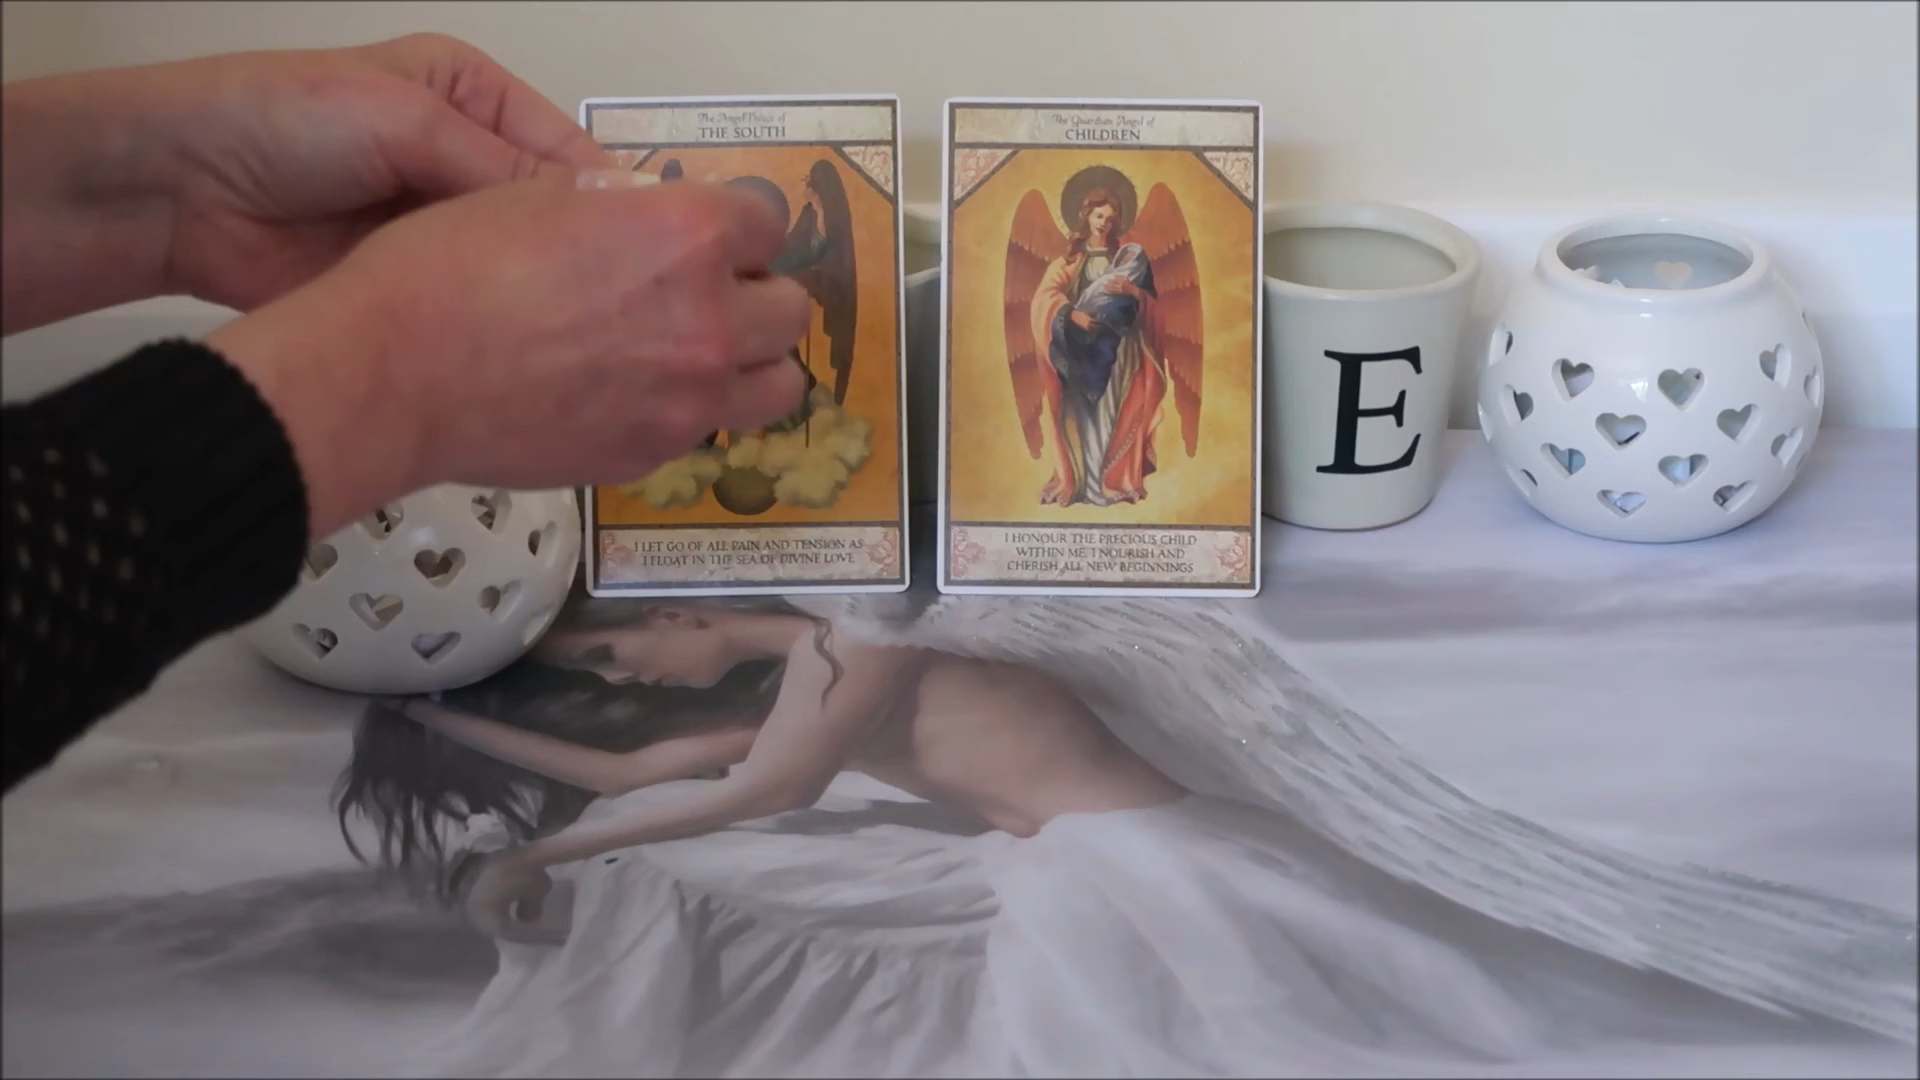 The Angel Prince of
THE SOUTH
I LET GO OF ALL PAIN AND TENSION AS
I FLOAT IN THE SEA OF DIVINE LOVE
The Guardian Angel of
CHILDREN
I HONOUR THE PRECIOUS CHILD
WITHIN ME. I NOURISH AND
CHERISH ALL NEW BEGINNINGS
E